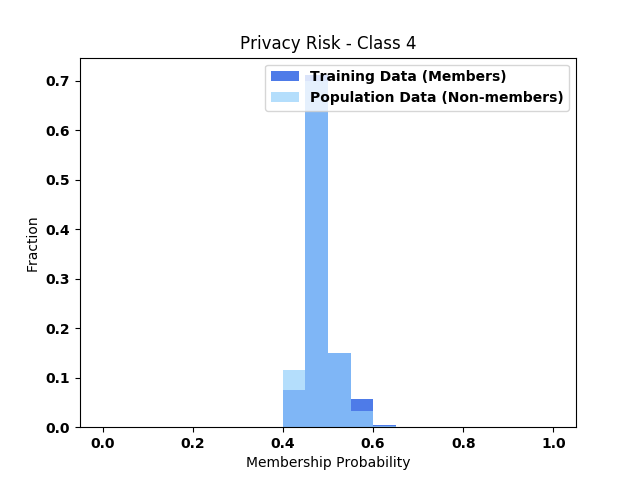 Privacy Risk - Class 4
Training Data (Members)
Population Data (Non-members)
0.7
0.6
0.5
0.4
0.3
0.2
0.1
0.0
Fraction
0.0 0.2 0.4 0.6 0.8 1.0
Membership Probability